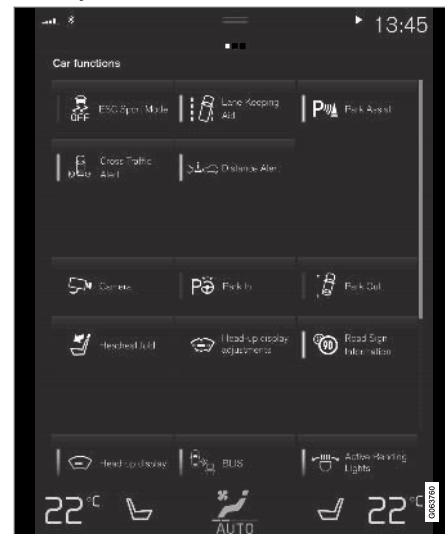 13:45
Car functions
OFF
ESC Sport Mode
Lane Keeping
Aid
P
Park Assist
Cross Traffic
Alert
Distance Alert
Camera
P
Park In
Park Out
Headrest fold
Head-up display
adjustments
90
Road Sign
Information
Head-up display
BLIS
Active Bending
Lights
22°C
AUTO
22°C
G063760